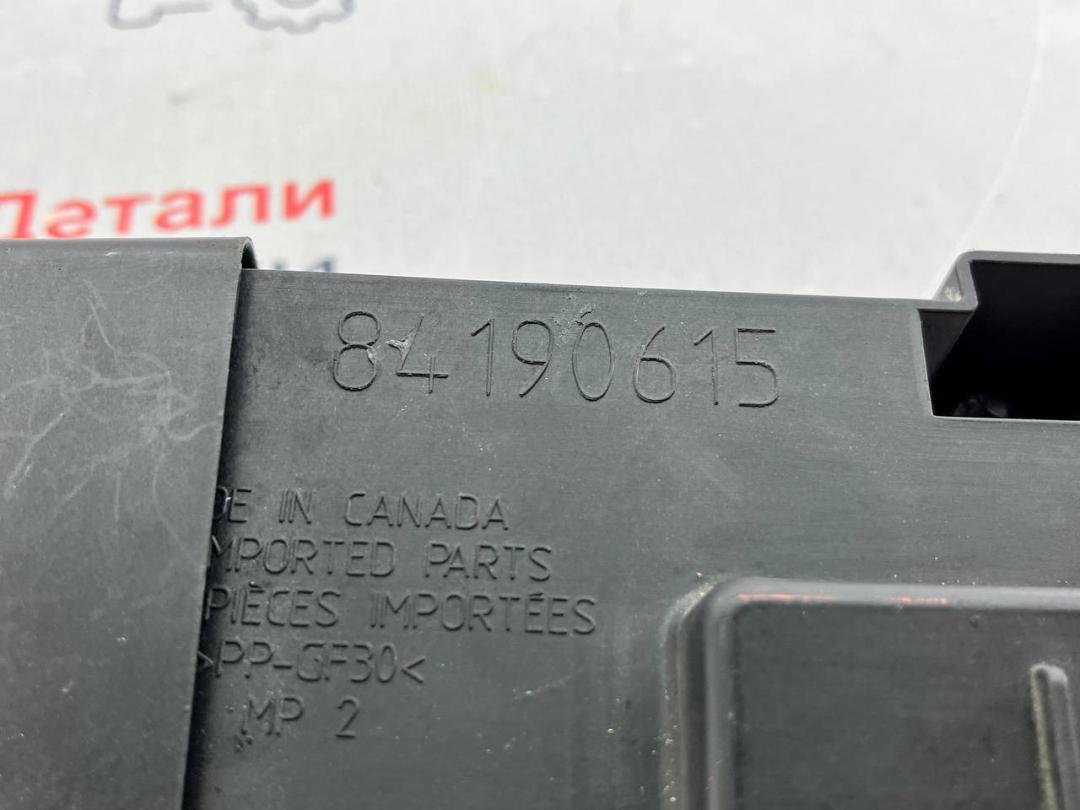 Детали
84190615
DE IN CANADA
MPORTED PARTS
PIÈCES IMPORTÉES
>PP-GF30<
MP 2